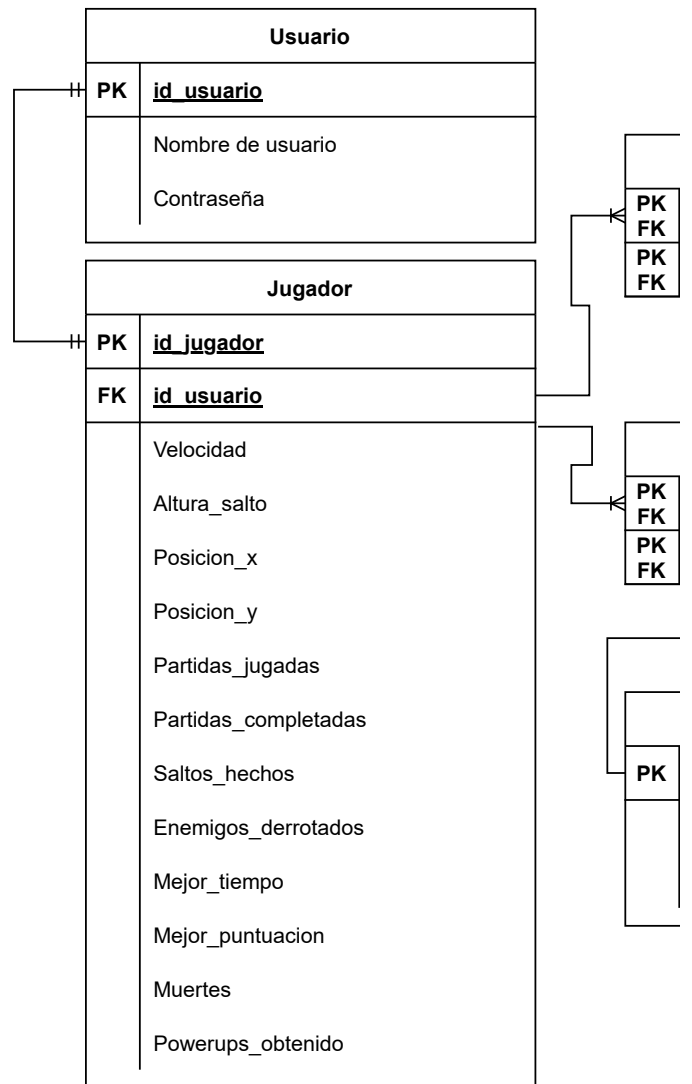 Usuario
PK id_usuario
Nombre de usuario
Contraseña
Jugador
PK id_jugador
FK id_usuario
Velocidad
Altura_salto
Posicion_x
Posicion_y
Partidas_jugadas
Partidas_completadas
Saltos_hechos
Enemigos_derrotados
Mejor_tiempo
Mejor_puntuacion
Muertes
Powerups_obtenido
PK
FK
PK
FK
PK
FK
PK
FK
PK